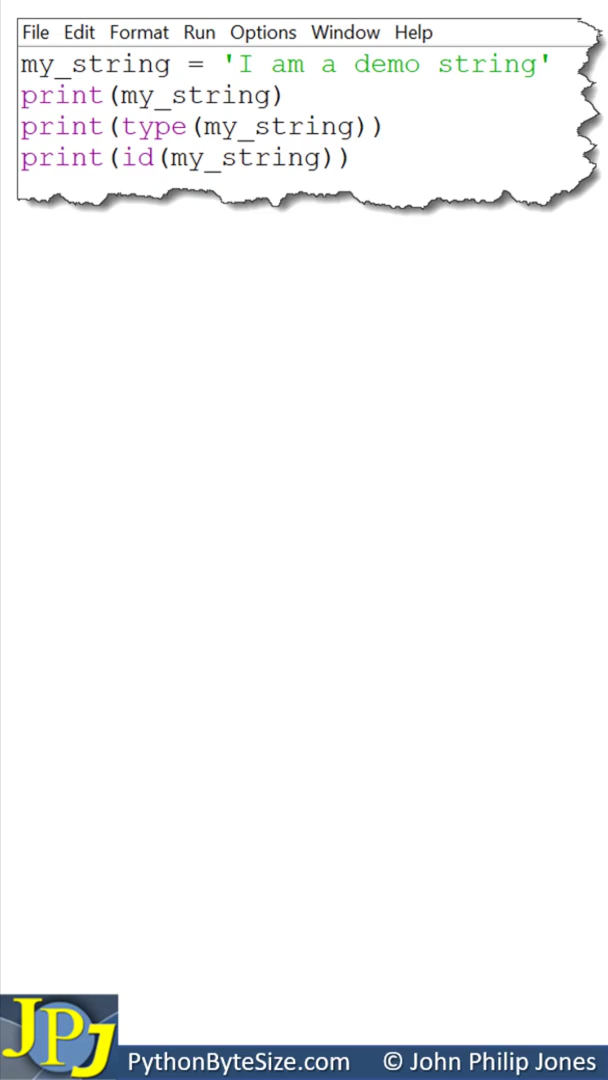 File Edit Format Run Options Window Help
my_string = 'I am a demo string'
print(my_string)
print(type(my_string))
print(id(my_string))
JPJ
PythonByteSize.com © John Philip Jones